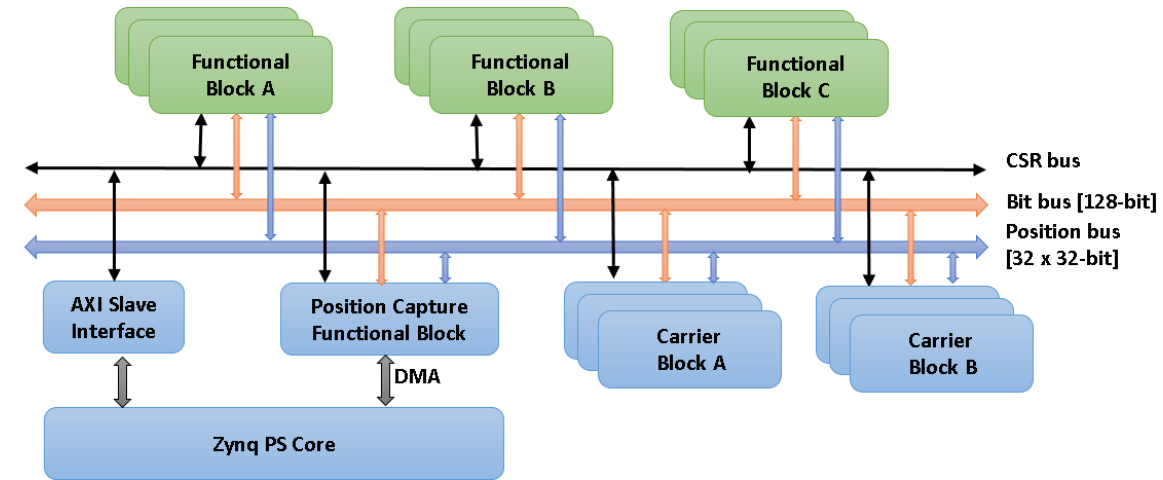 Functional
Block A
Functional
Block B
Functional
Block C
CSR bus
Bit bus [128-bit]
Position bus
[32 x 32-bit]
AXI Slave
Interface
Position Capture
Functional Block
Carrier
Block A
Carrier
Block B
DMA
Zynq PS Core